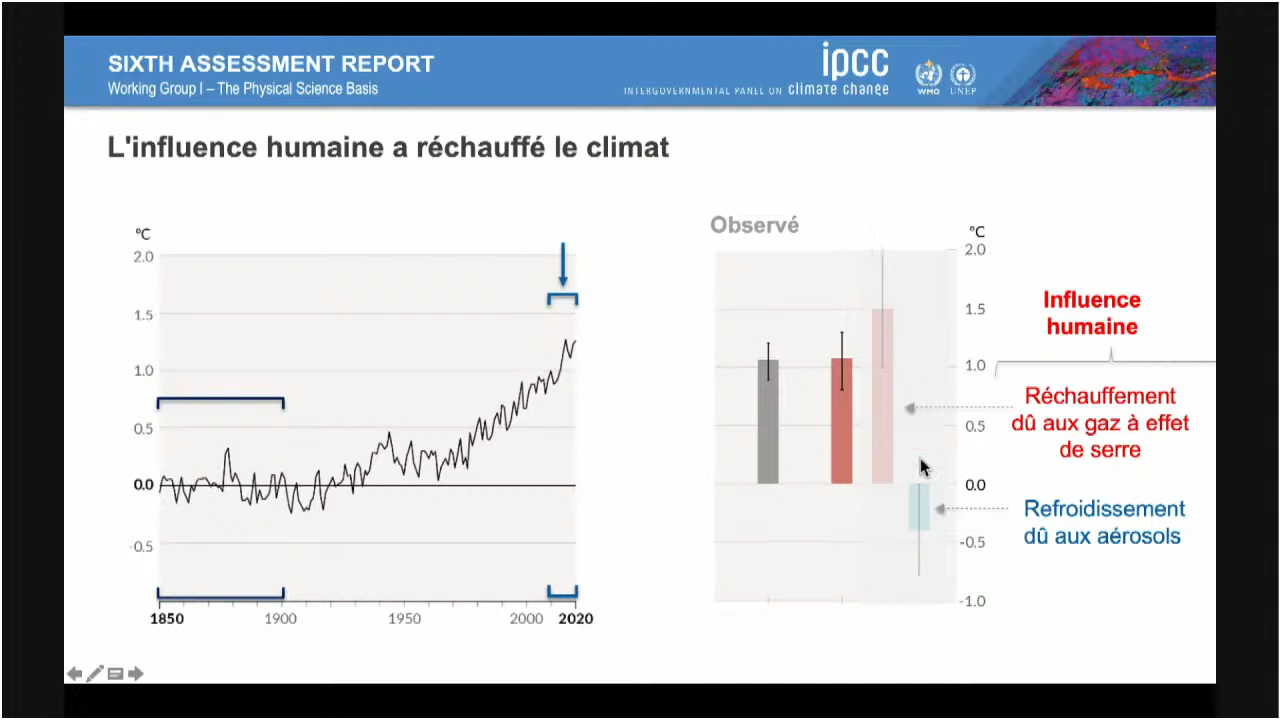 SIXTH ASSESSMENT REPORT
Working Group I – The Physical Science Basis
ipcc
INTERGOVERNMENTAL PANEL ON climate change
WMO
UNEP
L'influence humaine a réchauffé le climat
°C
2.0
1.5
1.0
0.5
0.0
-0.5
1850
1900
1950
2000
2020
Observé
°C
2.0
1.5
1.0
0.5
0.0
-0.5
-1.0
Influence
humaine
Réchauffement
dû aux gaz à effet
de serre
Refroidissement
dû aux aérosols